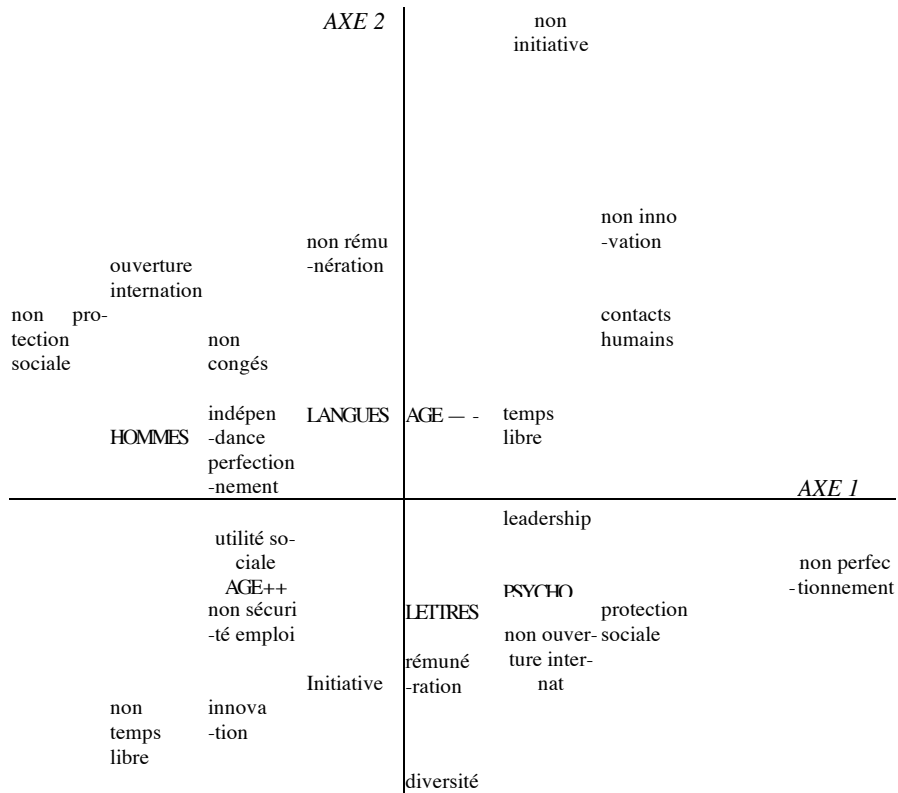 AXE 2
non
initiative
non inno
-vation
non rému
-nération
ouverture
internation
non pro-
tection
sociale
contacts
humains
non
congés
indépen
-dance
perfection
-nement
LANGUES
AGE — -
temps
libre
HOMMES
AXE 1
leadership
utilité so-
ciale
AGE++
non sécuri
-té emploi
non perfec
-tionnement
PSYCHO
LETTRES
protection
sociale
non ouver-
ture inter-
nat
rémuné
-ration
Initiative
non
temps
libre
innova
-tion
diversité